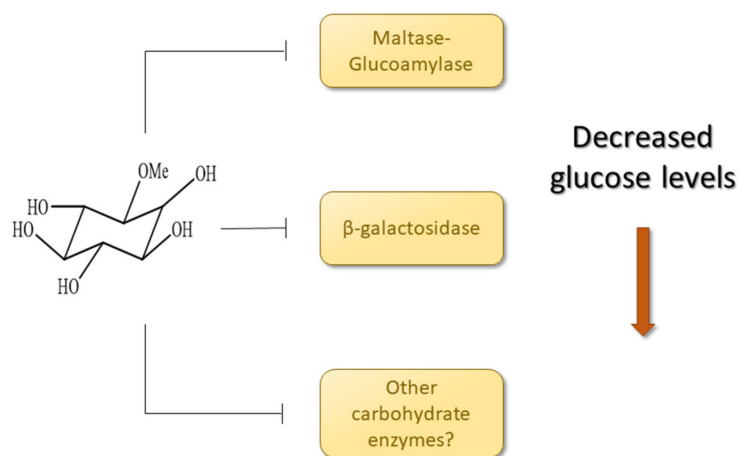 Maltase-
Glucoamylase
Decreased
glucose levels
OMe
OH
HO
HO
OH
HO
β-galactosidase
Other
carbohydrate
enzymes?